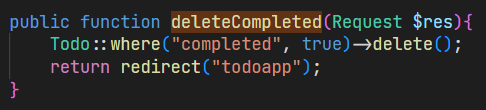 public function deleteCompleted(Request $res){
    Todo::where("completed", true)->delete();
    return redirect("todoapp");
}